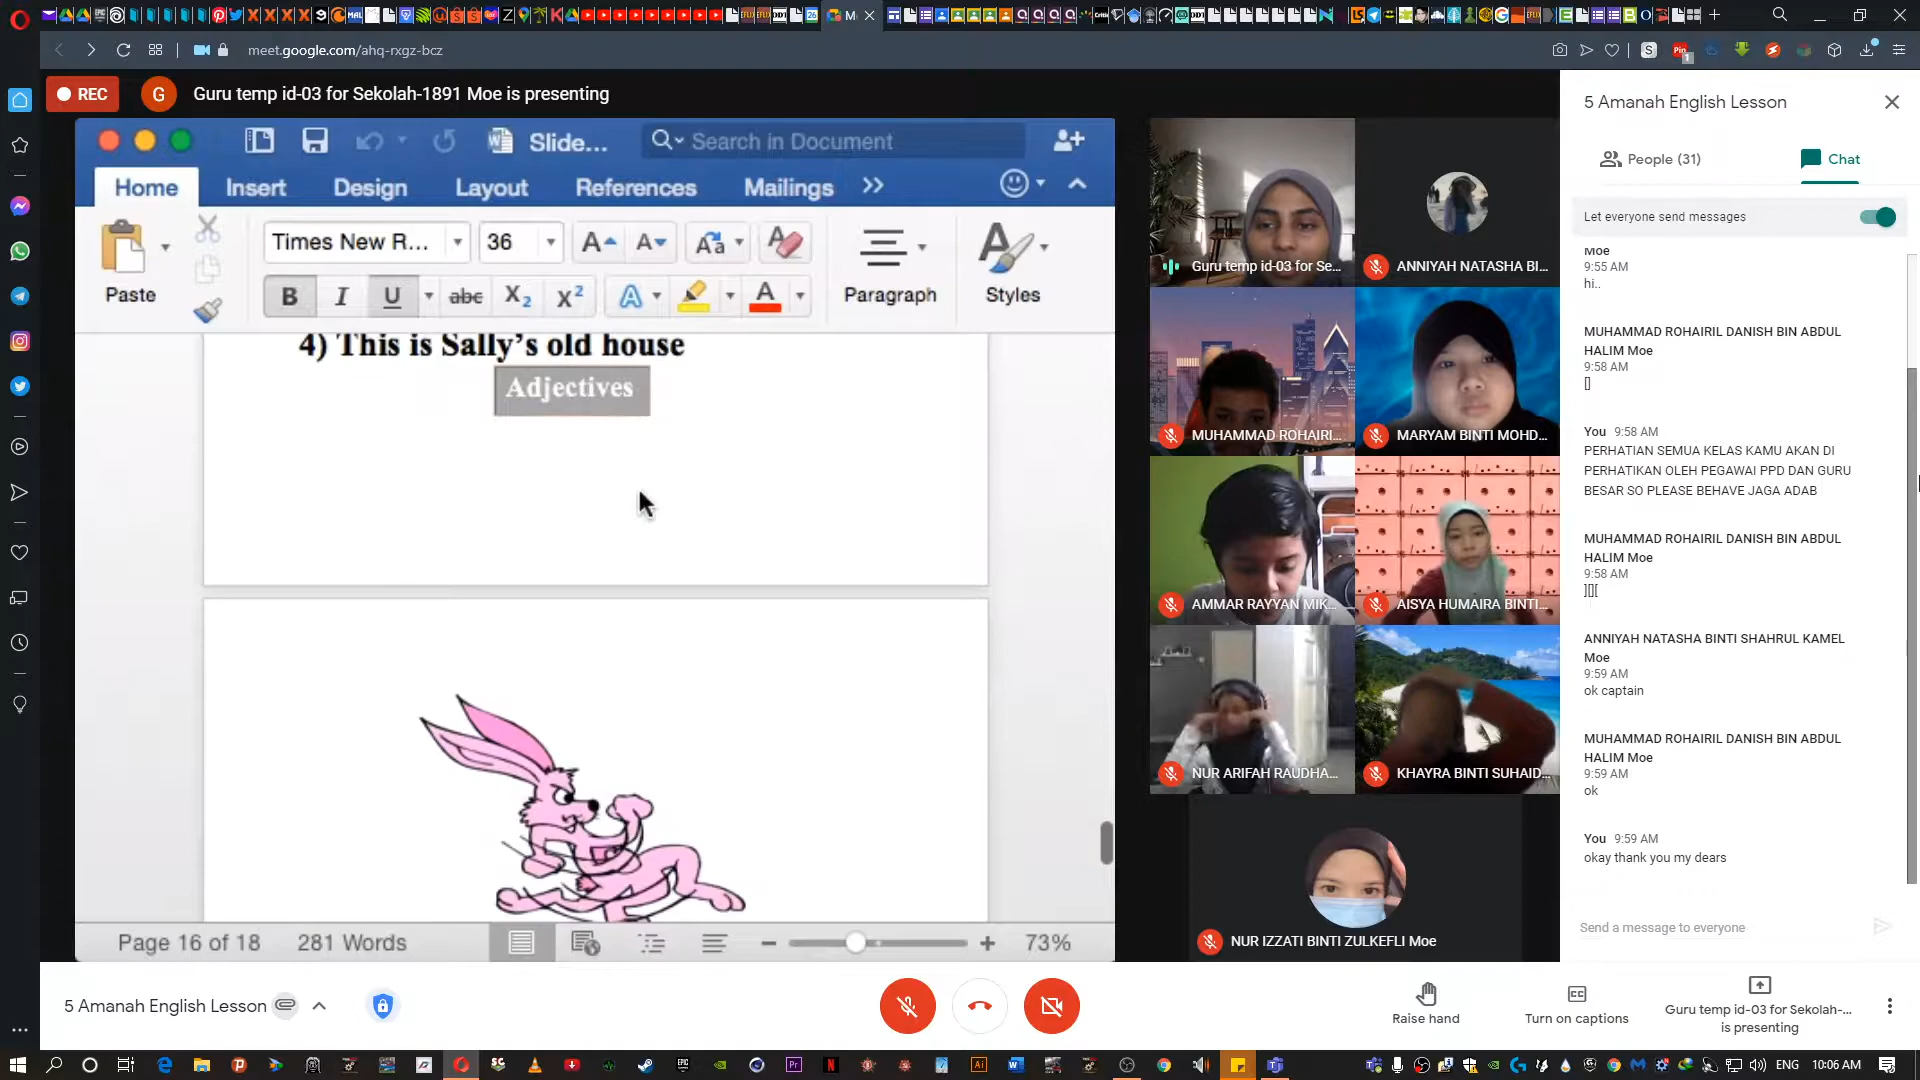 meet.google.com/ahq-rxgz-bcz
REC
G
Guru temp id-03 for Sekolah-1891 Moe is presenting
Slide...
Search in Document
Home
Insert
Design
Layout
References
Mailings
Paste
Times New R...
36
Paragraph
Styles
4) This is Sally’s old house
Adjectives
Page 16 of 18
281 Words
73%
Guru temp id-03 for Se...
ANNIYAH NATASHA BI...
MUHAMMAD ROHAIRI...
MARYAM BINTI MOHD...
AMMAR RAYYAN MIK...
AISYA HUMAIRA BINTI...
NUR ARIFAH RAUDHA...
KHAYRA BINTI SUHAID...
NUR IZZATI BINTI ZULKEFLI Moe
5 Amanah English Lesson
People (31)
Chat
Let everyone send messages
Moe
9:55 AM
hi..
MUHAMMAD ROHAIRIL DANISH BIN ABDUL
HALIM Moe
9:58 AM
[]
You 9:58 AM
PERHATIAN SEMUA KELAS KAMU AKAN DI
PERHATIKAN OLEH PEGAWAI PPD DAN GURU
BESAR SO PLEASE BEHAVE JAGA ADAB
MUHAMMAD ROHAIRIL DANISH BIN ABDUL
HALIM Moe
9:58 AM
][][
ANNIYAH NATASHA BINTI SHAHRUL KAMEL
Moe
9:59 AM
ok captain
MUHAMMAD ROHAIRIL DANISH BIN ABDUL
HALIM Moe
9:59 AM
ok
You 9:59 AM
okay thank you my dears
Send a message to everyone
5 Amanah English Lesson
Raise hand
Turn on captions
Guru temp id-03 for Sekolah-...
is presenting
ENG
10:06 AM